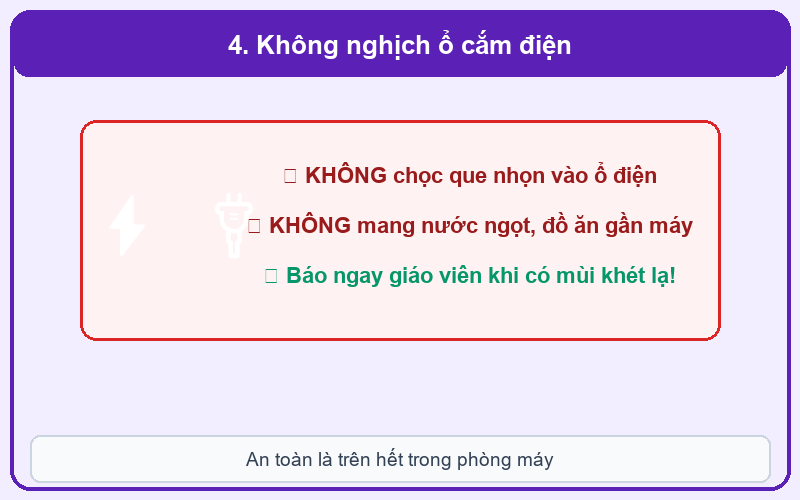 4. Không nghịch ổ cắm điện
KHÔNG chọc que nhọn vào ổ điện
KHÔNG mang nước ngọt, đồ ăn gần máy
Báo ngay giáo viên khi có mùi khét lạ!
An toàn là trên hết trong phòng máy